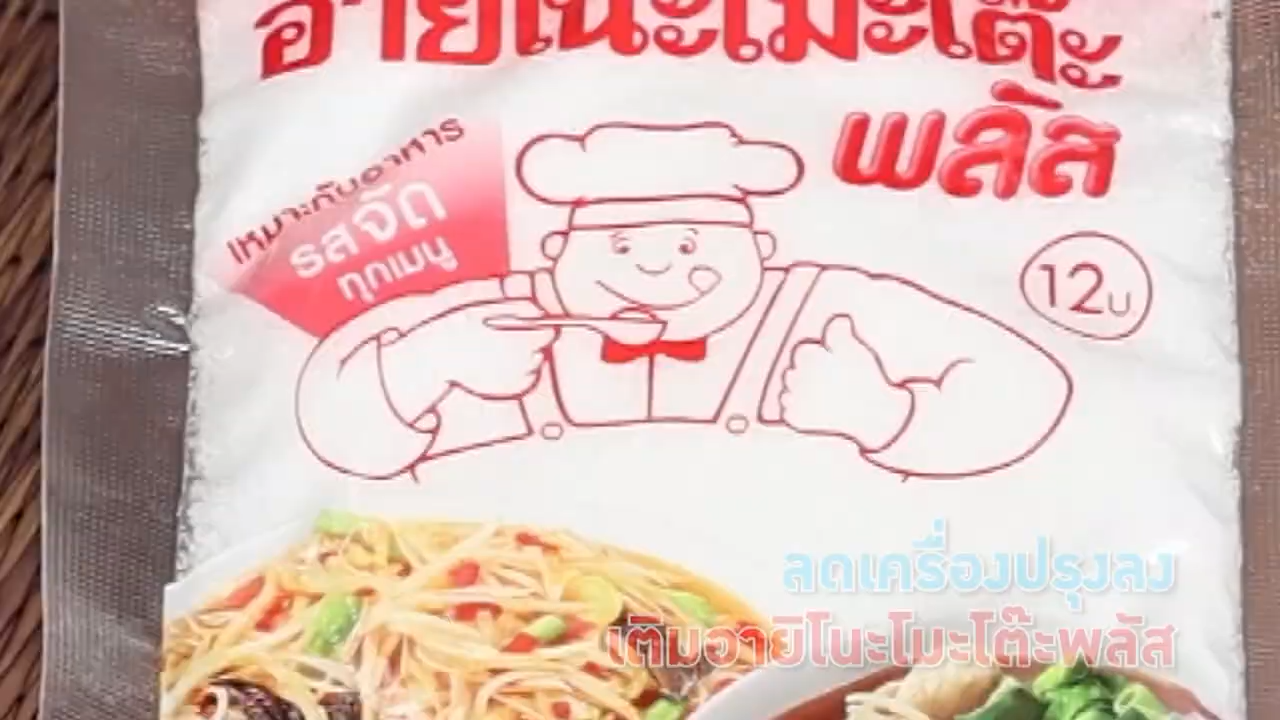 อายิโนะโมะโต๊ะ
พลัส
เหมาะกับอาหาร
รสจัด
ทุกเมนู
12บ.
ลดเครื่องปรุงลง
เติมอายิโนะโมะโต๊ะพลัส